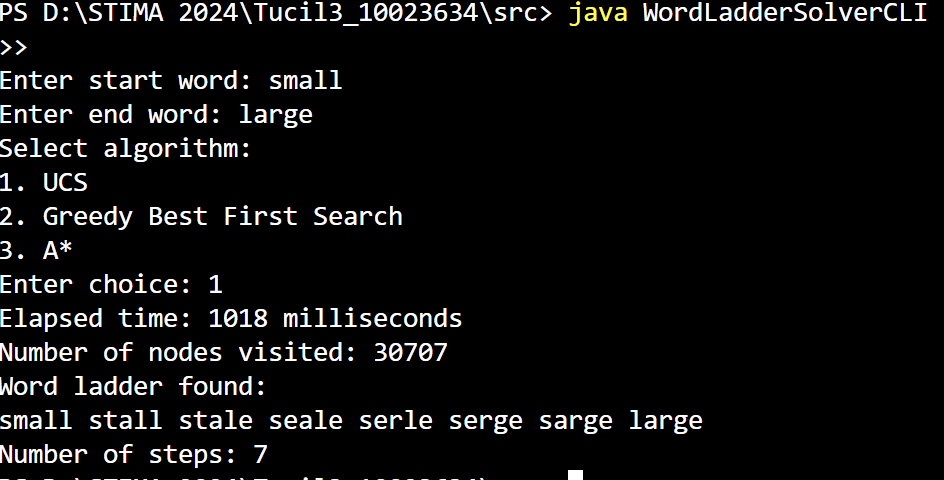 PS D:\STIMA 2024\Tucil3_10023634\src> java WordLadderSolverCLI
>>
Enter start word: small
Enter end word: large
Select algorithm:
1. UCS
2. Greedy Best First Search
3. A*
Enter choice: 1
Elapsed time: 1018 milliseconds
Number of nodes visited: 30707
Word ladder found:
small stall stale seale serle serge sarge large
Number of steps: 7